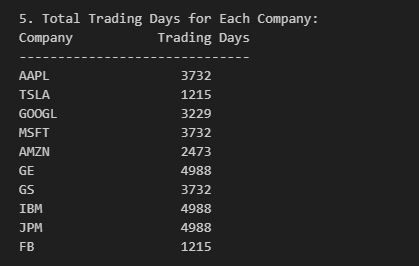 5. Total Trading Days for Each Company:
Company Trading Days
------------------------------
AAPL 3732
TSLA 1215
GOOGL 3229
MSFT 3732
AMZN 2473
GE 4988
GS 3732
IBM 4988
JPM 4988
FB 1215